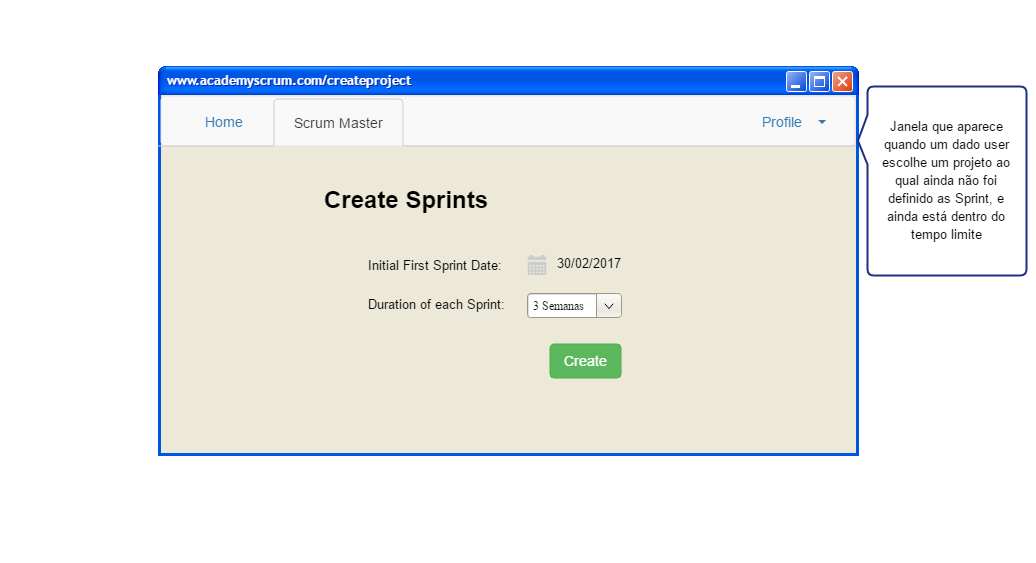 www.academyscrum.com/createproject
Home
Scrum Master
Profile
Create Sprints
Initial First Sprint Date:
30/02/2017
Duration of each Sprint:
3 Semanas
Create
Janela que aparece
quando um dado user
escolhe um projeto ao
qual ainda não foi
definido as Sprint, e
ainda está dentro do
tempo limite